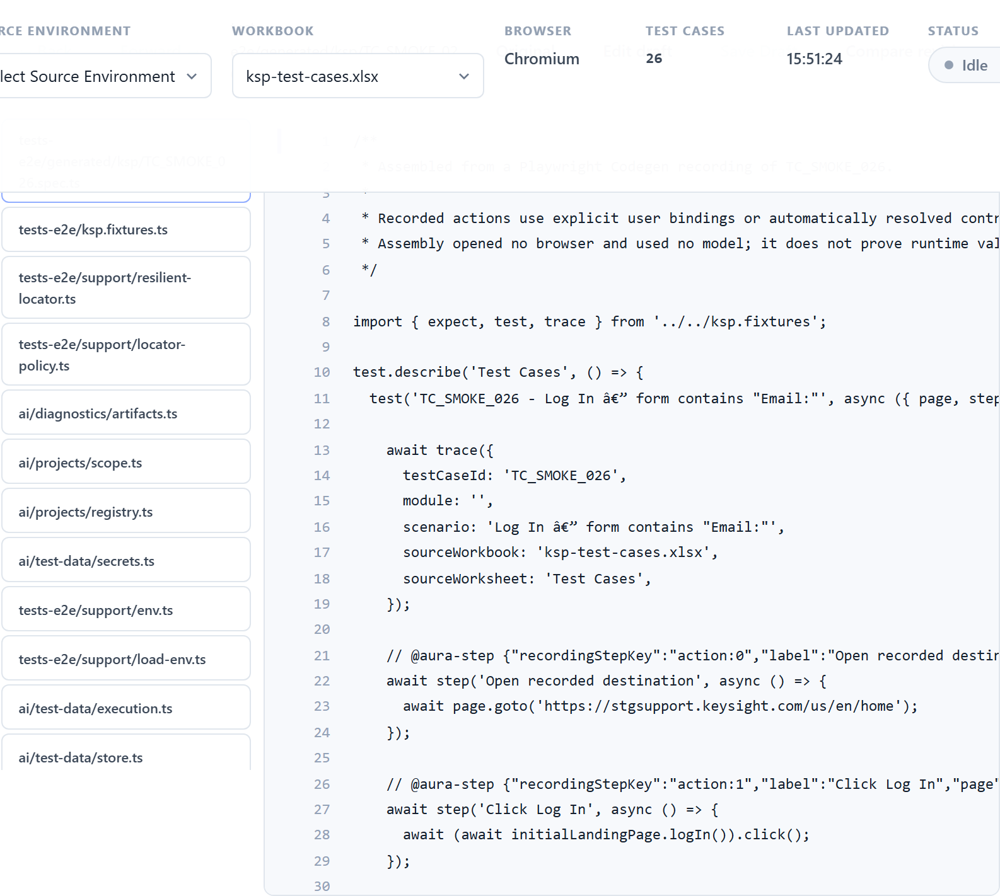 RCE ENVIRONMENT
WORKBOOK
BROWSER
TEST CASES
LAST UPDATED
STATUS
lect Source Environment
ksp-test-cases.xlsx
Chromium
26
15:51:24
Idle
e2e/generated/ksp/TC_SMOKE_02
Original
Edit draft
Compare
tests-
e2e/generated/ksp/TC_SMOKE_0
26.spec.ts
tests-e2e/ksp.fixtures.ts
tests-e2e/support/resilient-
locator.ts
tests-e2e/support/locator-
policy.ts
ai/diagnostics/artifacts.ts
ai/projects/scope.ts
ai/projects/registry.ts
ai/test-data/secrets.ts
tests-e2e/support/env.ts
tests-e2e/support/load-env.ts
ai/test-data/execution.ts
ai/test-data/store.ts
1 /**
2  * Assembled from a Playwright Codegen recording of TC_SMOKE_026.
3  *
4  * Recorded actions use explicit user bindings or automatically resolved contr
5  * Assembly opened no browser and used no model; it does not prove runtime val
6  */
7
8 import { expect, test, trace } from '../../ksp.fixtures';
9
10 test.describe('Test Cases', () => {
11   test('TC_SMOKE_026 - Log In â€” form contains "Email:"', async ({ page, step
12
13     await trace({
14       testCaseId: 'TC_SMOKE_026',
15       module: '',
16       scenario: 'Log In â€” form contains "Email:"',
17       sourceWorkbook: 'ksp-test-cases.xlsx',
18       sourceWorksheet: 'Test Cases',
19     });
20
21     // @aura-step {"recordingStepKey":"action:0","label":"Open recorded destin
22     await step('Open recorded destination', async () => {
23       await page.goto('https://stgsupport.keysight.com/us/en/home');
24     });
25
26     // @aura-step {"recordingStepKey":"action:1","label":"Click Log In","page"
27     await step('Click Log In', async () => {
28       await (await initialLandingPage.logIn()).click();
29     });
30